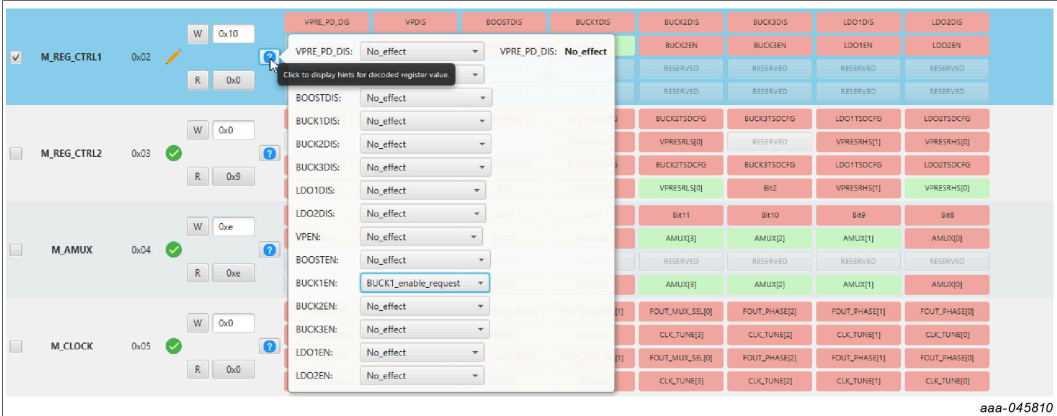 VPRE_PD_DIS VPDIS BOOSTDIS BUCK1DIS BUCK2DIS BUCK3DIS LDO1DIS LDO2DIS
W 0x10
VPRE_PD_DIS: No_effect VPRE_PD_DIS: No_effect
BUCK2EN BUCK3EN LDO1EN LDO2EN
M_REG_CTRL1 0x02 ?
RESERVED RESERVED RESERVED RESERVED
Click to display hints for decoded register value.
R 0x0
RESERVED RESERVED RESERVED RESERVED
BOOSTDIS: No_effect
BUCK1DIS: No_effect
BUCK2TSDCFG BUCK3TSDCFG LDO1TSDCFG LDO2TSDCFG
W 0x0
BUCK2DIS: No_effect
VPRESRLS[0] RESERVED VPRESRHS[1] VPRESRHS[0]
M_REG_CTRL2 0x03 ?
BUCK3DIS: No_effect
BUCK2TSDCFG BUCK3TSDCFG LDO1TSDCFG LDO2TSDCFG
R 0x9
LDO1DIS: No_effect
VPRESRLS[0] Bit2 VPRESRHS[1] VPRESRHS[0]
LDO2DIS: No_effect
Bit11 Bit10 Bit9 Bit8
W 0xe
VPEN: No_effect
AMUX[3] AMUX[2] AMUX[1] AMUX[0]
M_AMUX 0x04 ?
BOOSTEN: No_effect
RESERVED RESERVED RESERVED RESERVED
R 0xe
BUCK1EN: BUCK1_enable_request
AMUX[3] AMUX[2] AMUX[1] AMUX[0]
BUCK2EN: No_effect
FOUT_MUX_SEL[0] FOUT_PHASE[2] FOUT_PHASE[1] FOUT_PHASE[0]
W 0x0
BUCK3EN: No_effect
CLK_TUNE[3] CLK_TUNE[2] CLK_TUNE[1] CLK_TUNE[0]
M_CLOCK 0x05 ?
LDO1EN: No_effect
FOUT_MUX_SEL[0] FOUT_PHASE[2] FOUT_PHASE[1] FOUT_PHASE[0]
R 0x0
LDO2EN: No_effect
CLK_TUNE[3] CLK_TUNE[2] CLK_TUNE[1] CLK_TUNE[0]
aaa-045810